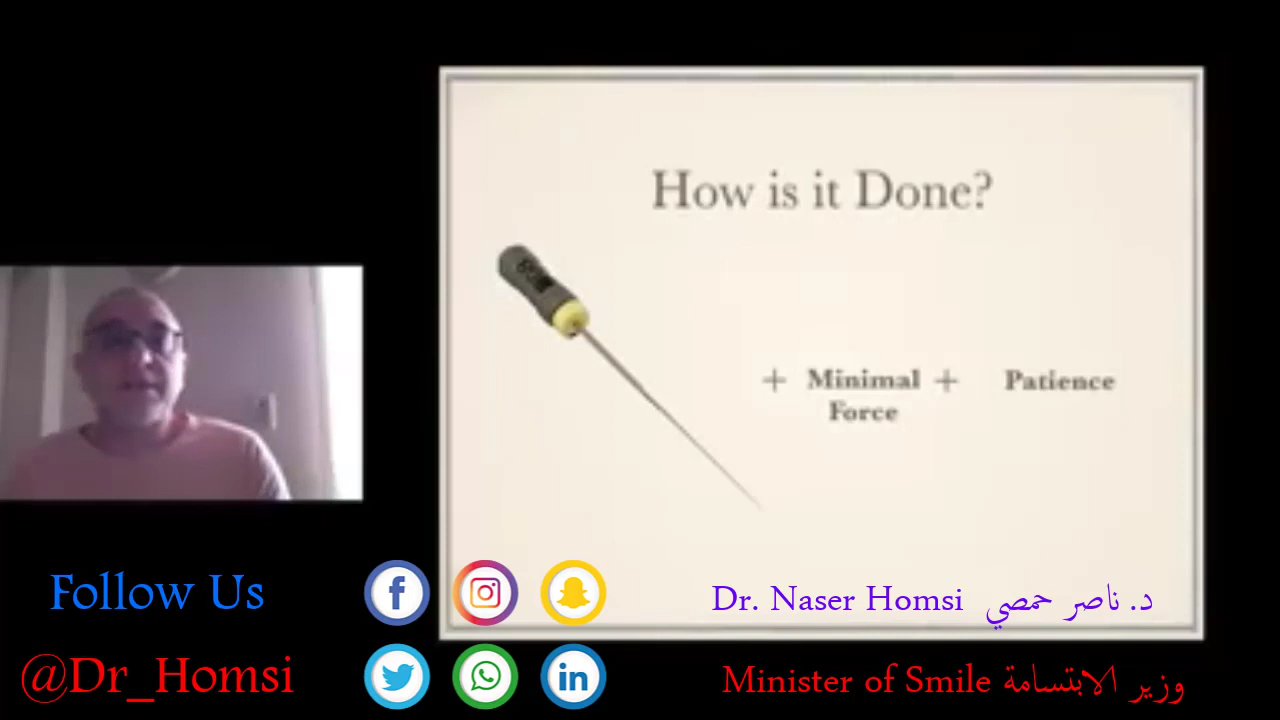 How is it Done?
+ Minimal + Patience
Force
Follow Us
Dr. Naser Homsi د. ناصر حمصي
@Dr_Homsi
Minister of Smile وزير الابتسامة